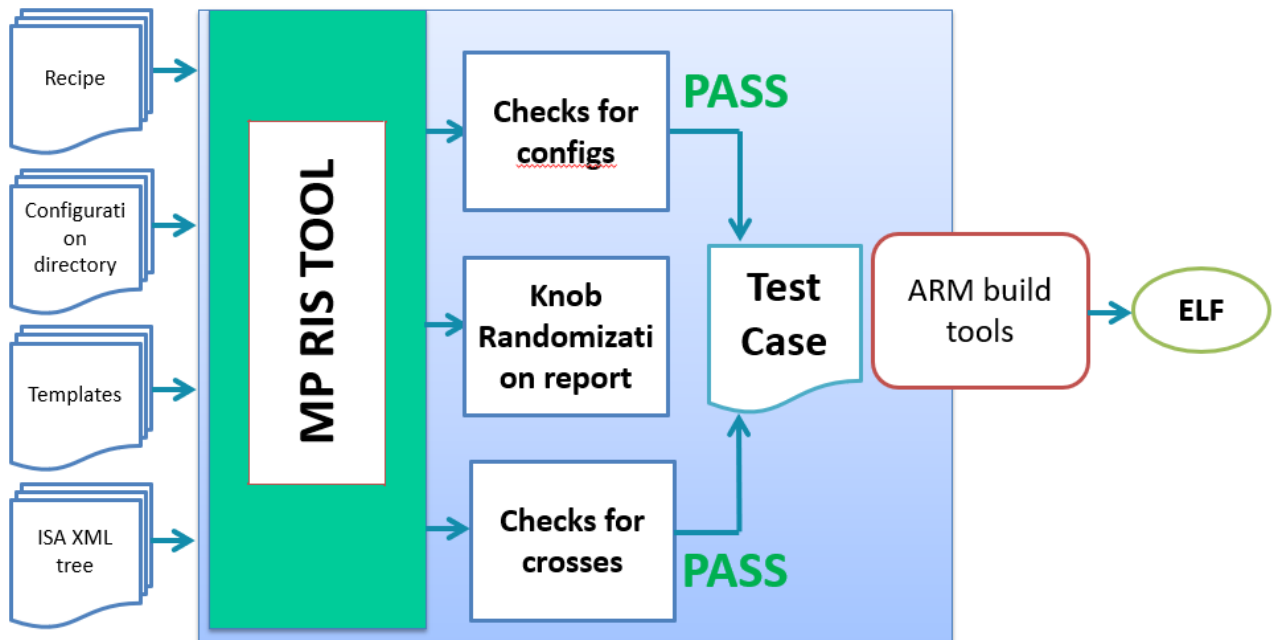 Recipe
Configurati
on
directory
Templates
ISA XML
tree
MP RIS TOOL
Checks for
configs
PASS
Knob
Randomizati
on report
Checks for
crosses
PASS
Test
Case
ARM build
tools
ELF